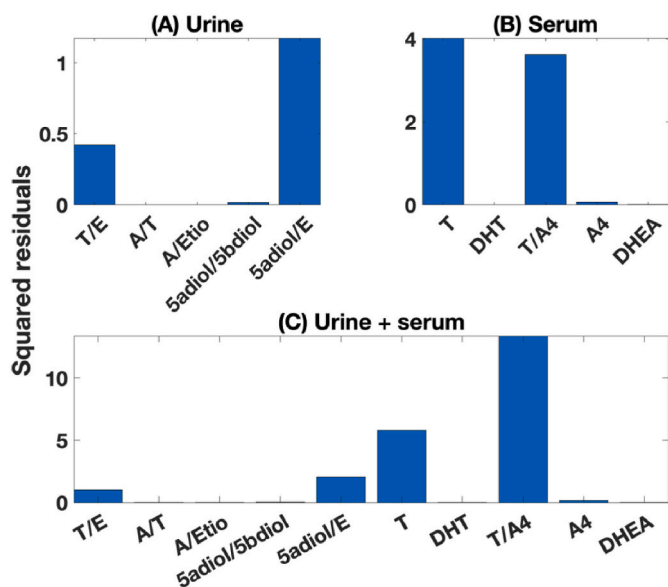 (A) Urine
1
0.5
0
T/E
A/T
A/Etio
5adiol/5bdiol
5adiol/E
(B) Serum
4
2
0
T
DHT
T/A4
A4
DHEA
Squared residuals
(C) Urine + serum
10
5
0
T/E
A/T
A/Etio
5adiol/5bdiol
5adiol/E
T
DHT
T/A4
A4
DHEA